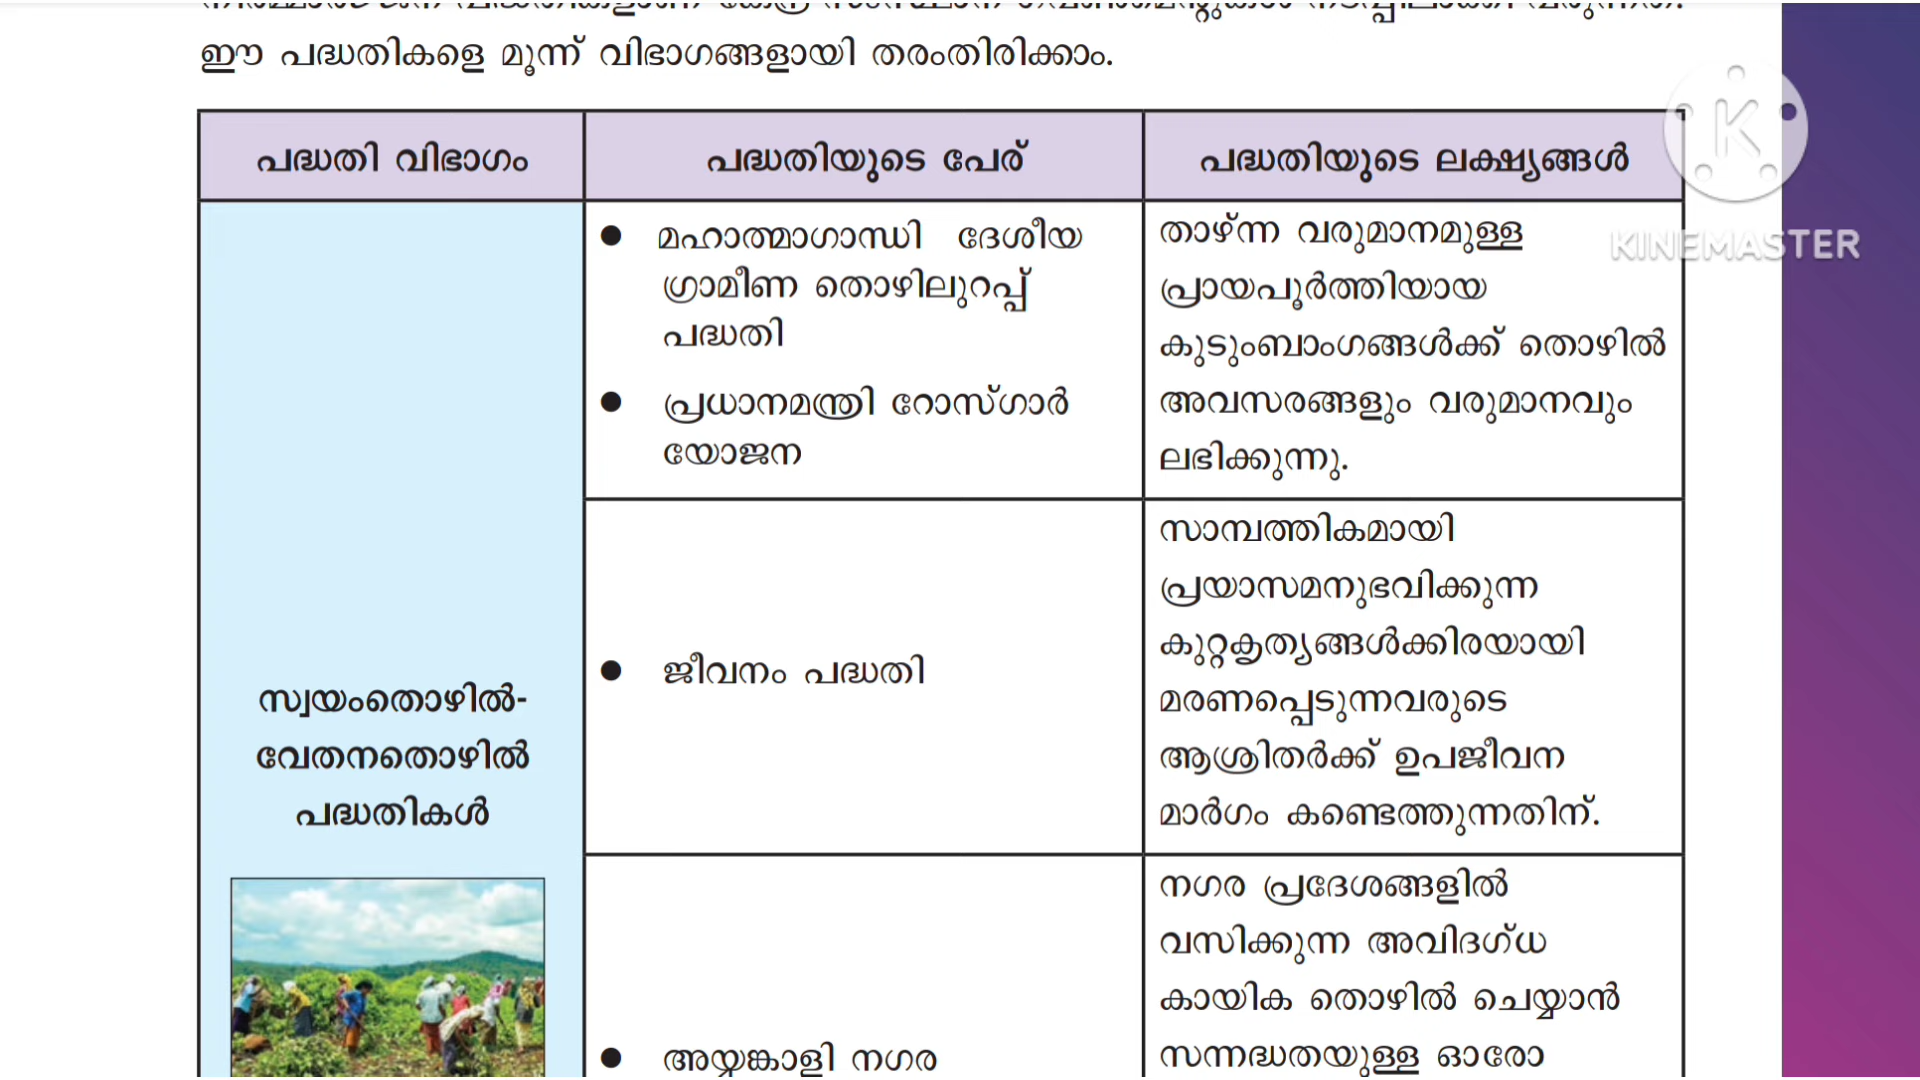 ഈ പദ്ധതികളെ മൂന്ന് വിഭാഗങ്ങളായി തരംതിരിക്കാം.
പദ്ധതി വിഭാഗം
പദ്ധതിയുടെ പേര്
പദ്ധതിയുടെ ലക്ഷ്യങ്ങൾ
സ്വയംതൊഴിൽ-
വേതനതൊഴിൽ
പദ്ധതികൾ
● മഹാത്മാഗാന്ധി ദേശീയ
ഗ്രാമീണ തൊഴിലുറപ്പ്
പദ്ധതി
● പ്രധാനമന്ത്രി റോസ്ഗാർ
യോജന
താഴ്ന്ന വരുമാനമുള്ള
പ്രായപൂർത്തിയായ
കുടുംബാംഗങ്ങൾക്ക് തൊഴിൽ
അവസരങ്ങളും വരുമാനവും
ലഭിക്കുന്നു.
● ജീവനം പദ്ധതി
സാമ്പത്തികമായി
പ്രയാസമനുഭവിക്കുന്ന
കുറ്റകൃത്യങ്ങൾക്കിരയായി
മരണപ്പെടുന്നവരുടെ
ആശ്രിതർക്ക് ഉപജീവന
മാർഗം കണ്ടെത്തുന്നതിന്.
● അയ്യങ്കാളി നഗര
നഗര പ്രദേശങ്ങളിൽ
വസിക്കുന്ന അവിദഗ്ധ
കായിക തൊഴിൽ ചെയ്യാൻ
സന്നദ്ധതയുള്ള ഓരോ
K
KINEMASTER